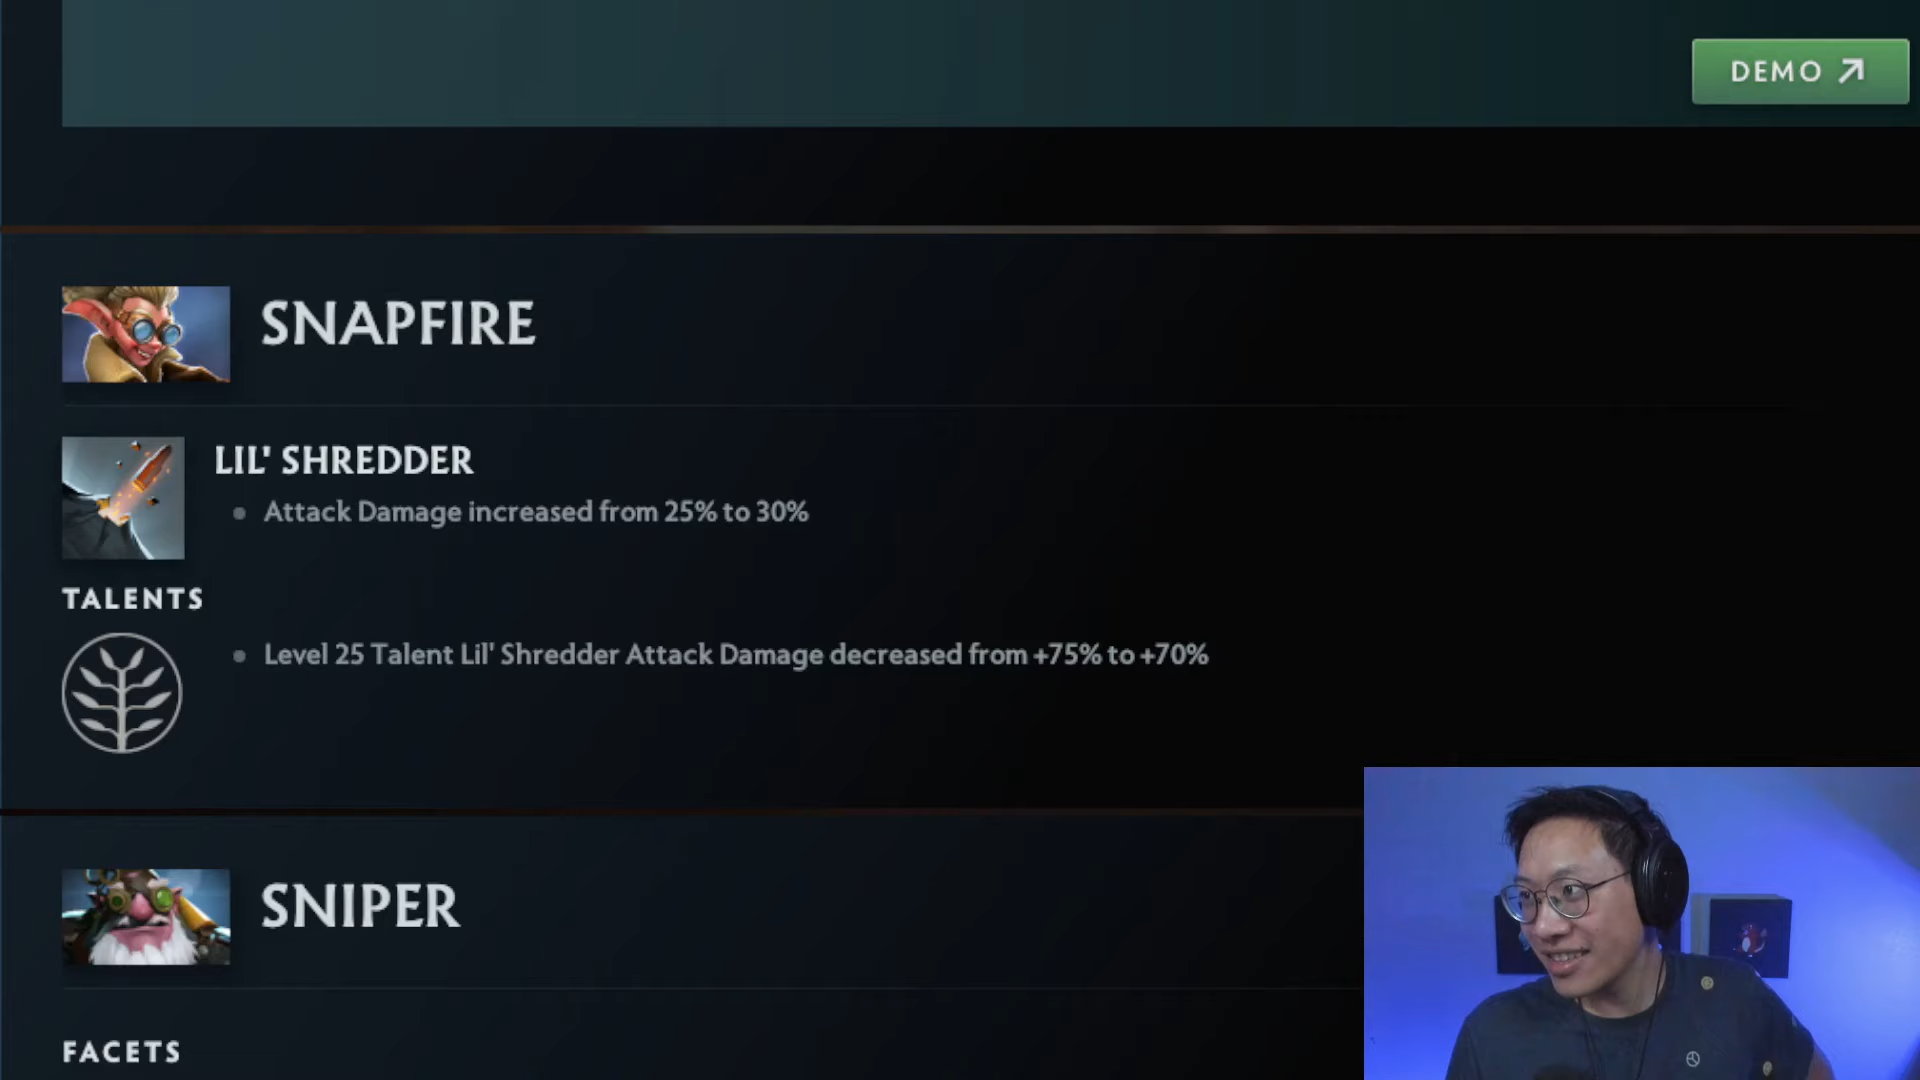 DEMO
SNAPFIRE
LIL' SHREDDER
Attack Damage increased from 25% to 30%
TALENTS
Level 25 Talent Lil' Shredder Attack Damage decreased from +75% to +70%
SNIPER
FACETS